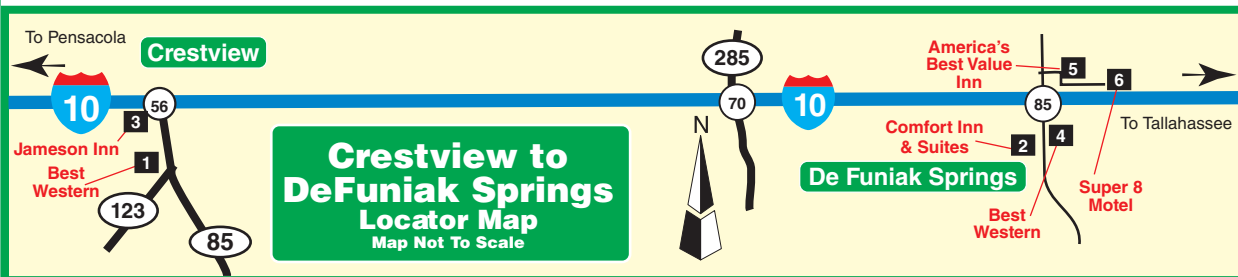 To Pensacola
Crestview
10
56
3
Jameson Inn
1
Best
Western
123
85
Crestview to
DeFuniak Springs
Locator Map
Map Not To Scale
N
285
70
10
America's
Best Value
Inn
5
6
85
To Tallahassee
Comfort Inn
& Suites
2
4
De Funiak Springs
Super 8
Motel
Best
Western